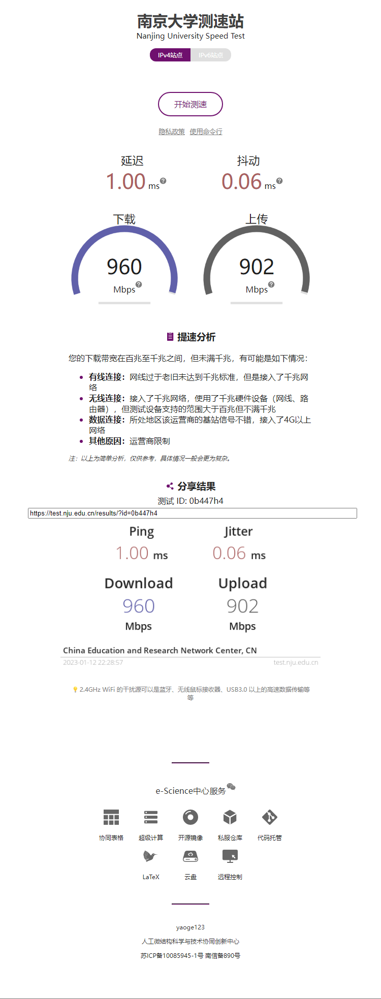 南京大学测速站
Nanjing University Speed Test
IPv4站点 IPv6站点
开始测速
隐私政策 使用命令行
延迟 抖动
1.00 ms 0.06 ms
下载 上传
960 902
Mbps Mbps
提速分析
您的下载带宽在百兆至千兆之间，但未满千兆，有可能是如下情况：
有线连接：网线过于老旧未达到千兆标准，但是接入了千兆网
络
无线连接：接入了千兆网络，使用了千兆硬件设备（网线、路
由器），但测试设备支持的范围大于百兆但不满千兆
数据连接：所处地区该运营商的基站信号不错，接入了4G以上
网络
其他原因：运营商限制
注：以上为简单分析，仅供参考，具体情况一般会更为复杂。
分享结果
测试 ID: 0b447h4
https://test.nju.edu.cn/results/?id=0b447h4
Ping Jitter
1.00 ms 0.06 ms
Download Upload
960 902
Mbps Mbps
China Education and Research Network Center, CN
2023-01-12 22:28:57 test.nju.edu.cn
2.4GHz WiFi 的干扰源可以是蓝牙、无线鼠标接收器、USB3.0 以上的高速数据传输等
等
e-Science中心服务
协同表格 超级计算 开源镜像 私服仓库 代码托管
LaTeX 云盘 远程控制
yaoge123
人工微结构科学与技术协同创新中心
苏ICP备10085945-1号 南信备890号